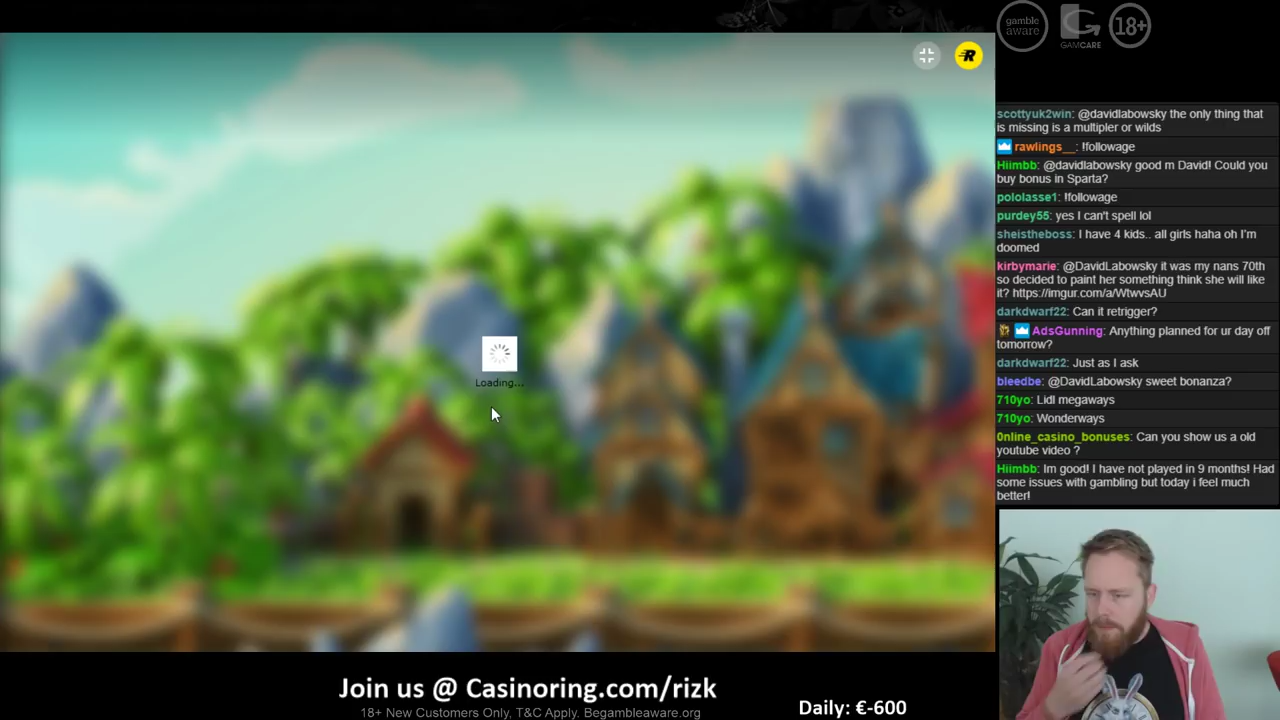 gamble
aware
GAMCARE
18+
R
scottyuk2win: @davidlabowsky the only thing that
is missing is a multipler or wilds
rawlings__: !followage
Hiimbb: @davidlabowsky good m David! Could you
buy bonus in Sparta?
pololasse1: !followage
purdey55: yes I can't spell lol
sheistheboss: I have 4 kids.. all girls haha oh I'm
doomed
kirbymarie: @DavidLabowsky it was my nans 70th
so decided to paint her something think she will like
it? https://imgur.com/a/WtwvsAU
darkdwarf22: Can it retrigger?
AdsGunning: Anything planned for ur day off
tomorrow?
darkdwarf22: Just as I ask
bleedbe: @DavidLabowsky sweet bonanza?
710yo: Lidl megaways
710yo: Wonderways
0nline_casino_bonuses: Can you show us a old
youtube video ?
Hiimbb: Im good! I have not played in 9 months! Had
some issues with gambling but today i feel much
better!
Loading...
Join us @ Casinoring.com/rizk
18+ New Customers Only, T&C Apply. Begambleaware.org
Daily: €-600